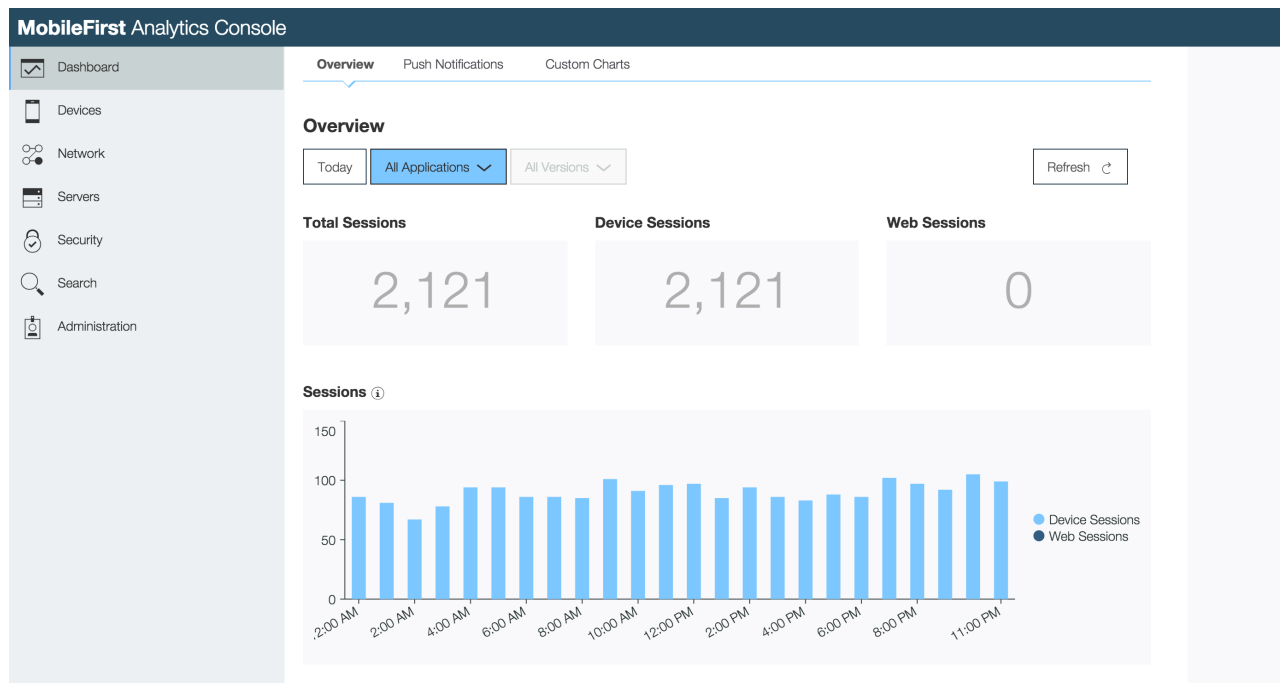 MobileFirst Analytics Console
Dashboard
Devices
Network
Servers
Security
Search
Administration
Overview Push Notifications Custom Charts
Overview
Today All Applications All Versions Refresh
Total Sessions Device Sessions Web Sessions
2,121 2,121 0
Sessions
150
100
50
0
2:00 AM 2:00 AM 4:00 AM 6:00 AM 8:00 AM 10:00 AM 12:00 PM 2:00 PM 4:00 PM 6:00 PM 8:00 PM 11:00 PM
Device Sessions
Web Sessions